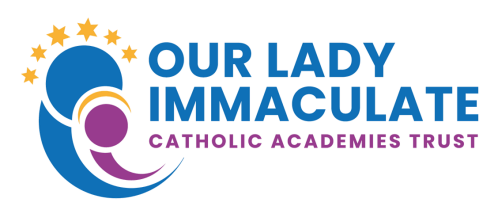 OUR LADY
IMMACULATE
CATHOLIC ACADEMIES TRUST